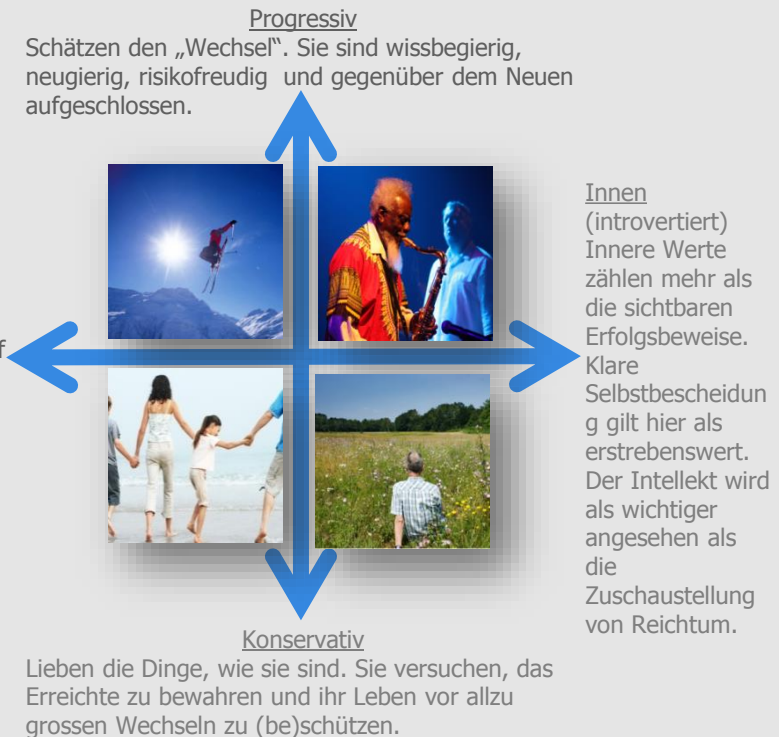 Progressiv
Schätzen den „Wechsel“. Sie sind wissbegierig,
neugierig, risikofreudig und gegenüber dem Neuen
aufgeschlossen.
Innen
(introvertiert)
Innere Werte
zählen mehr als
die sichtbaren
Erfolgsbeweise.
Klare
Selbstbescheidun
g gilt hier als
erstrebenswert.
Der Intellekt wird
als wichtiger
angesehen als
die
Zuschaustellung
von Reichtum.
Konservativ
Lieben die Dinge, wie sie sind. Sie versuchen, das
Erreichte zu bewahren und ihr Leben vor allzu
grossen Wechseln zu (be)schützen.